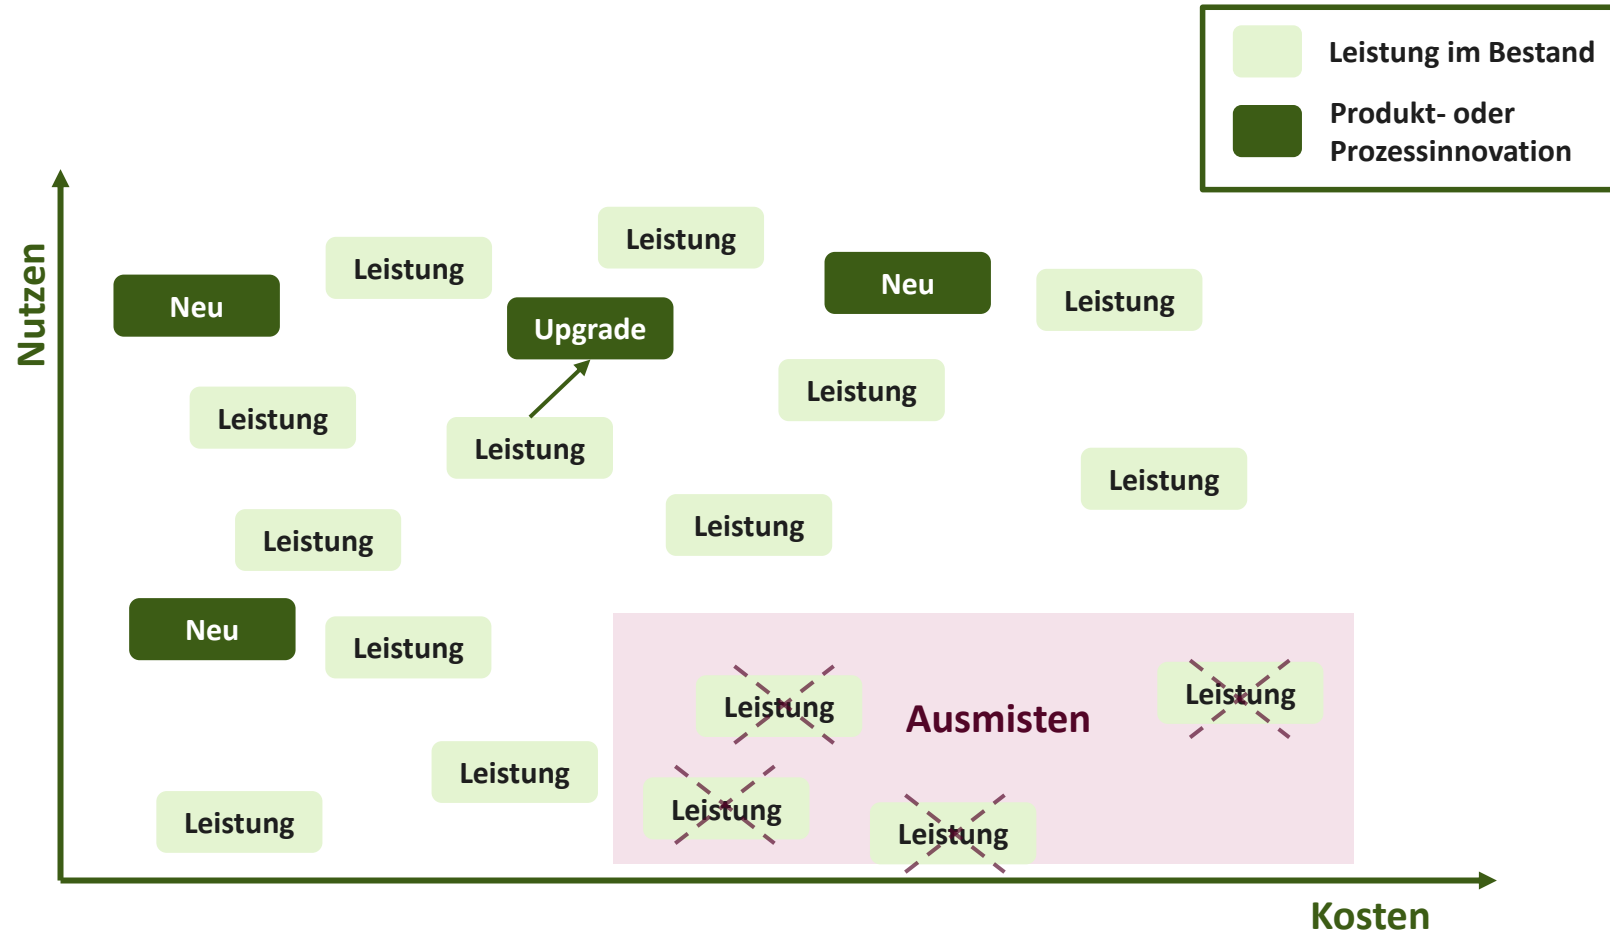 Leistung im Bestand
Produkt- oder
Prozessinnovation
Nutzen
Leistung
Leistung
Neu
Leistung
Neu
Leistung
Upgrade
Leistung
Leistung
Leistung
Leistung
Leistung
Leistung
Neu
Leistung
Leistung
Leistung
Ausmisten
Leistung
Leistung
Leistung
Leistung
Kosten